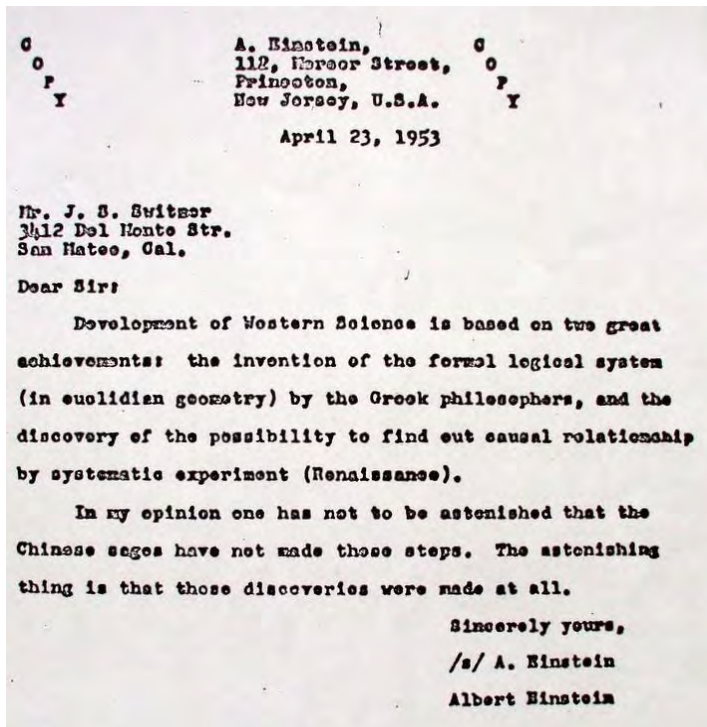 COPY A. Einstein, COPY
112, Mercer Street,
Princeton,
New Jersey, U.S.A.
April 23, 1953
Mr. J. S. Switzer
3412 Del Monte Str.
San Mateo, Cal.
Dear Sir:
Development of Western Science is based on two great
achievements: the invention of the formal logical system
(in euclidian geometry) by the Greek philosophers, and the
discovery of the possibility to find out causal relationship
by systematic experiment (Renaissance).
In my opinion one has not to be astonished that the
Chinese sages have not made those steps. The astonishing
thing is that those discoveries were made at all.
Sincerely yours,
/s/ A. Einstein
Albert Einstein